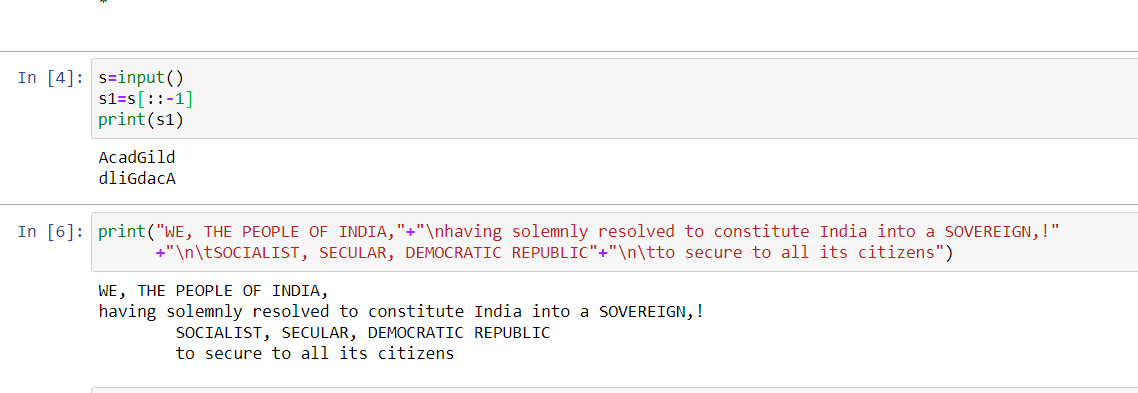 *
In [4]: s=input()
s1=s[::-1]
print(s1)
AcadGild
dliGdacA
In [6]: print("WE, THE PEOPLE OF INDIA,"+"\nhaving solemnly resolved to constitute India into a SOVEREIGN,!"
+"\n\tSOCIALIST, SECULAR, DEMOCRATIC REPUBLIC"+"\n\tto secure to all its citizens")
WE, THE PEOPLE OF INDIA,
having solemnly resolved to constitute India into a SOVEREIGN,!
SOCIALIST, SECULAR, DEMOCRATIC REPUBLIC
to secure to all its citizens